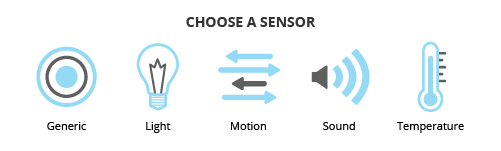 CHOOSE A SENSOR
Generic Light Motion Sound Temperature